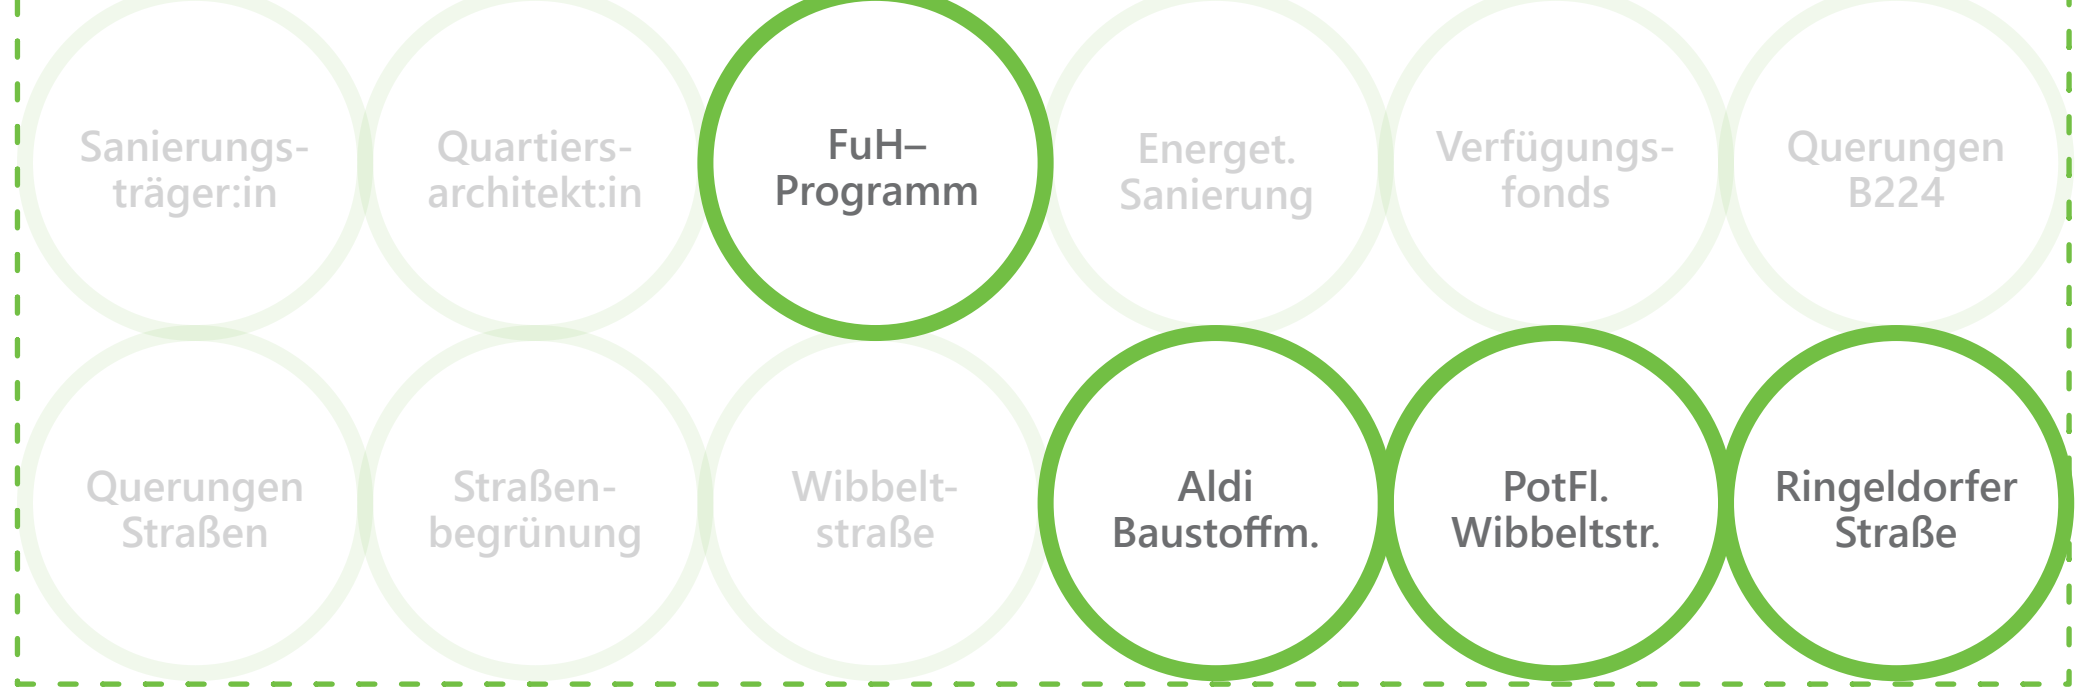 Sanierungs-
träger:in
Quartiers-
architekt:in
FuH–
Programm
Energet.
Sanierung
Verfügungs-
fonds
Querungen
B224
Querungen
Straßen
Straßen-
begrünung
Wibbelt-
straße
Aldi
Baustoffm.
PotFl.
Wibbeltstr.
Ringeldorfer
Straße